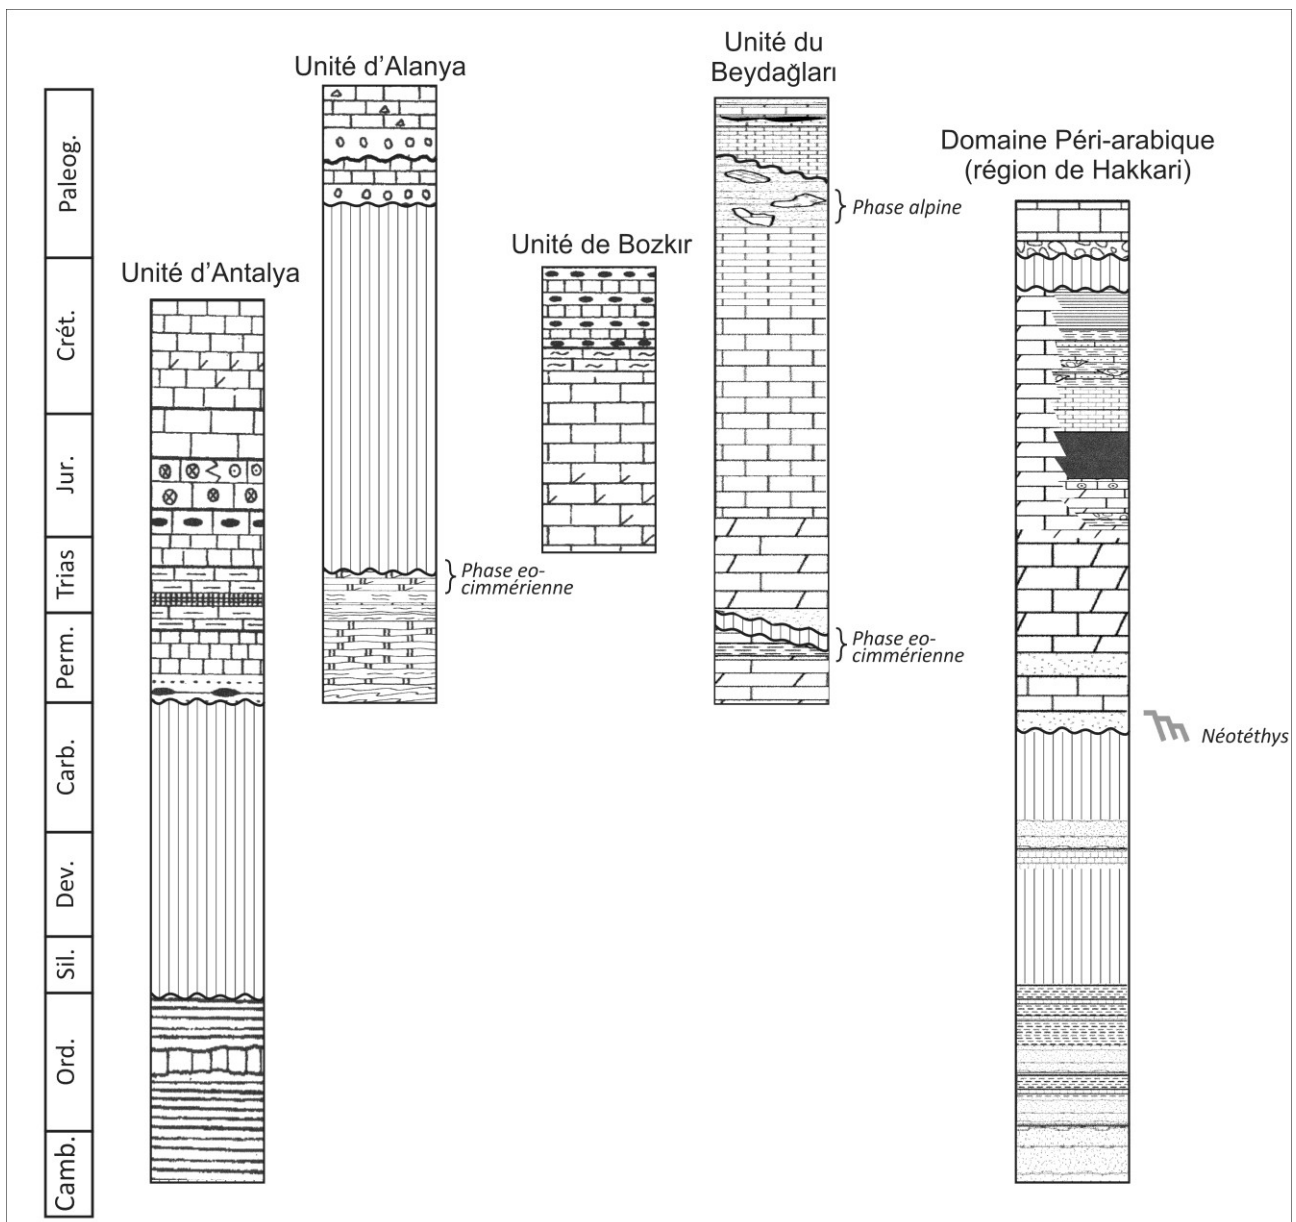 Unité d'Alanya
Unité du
Beydağları
Domaine Péri-arabique
(région de Hakkari)
Unité de Bozkır
Unité d'Antalya
Paleog.
Crét.
Jur.
Trias
Perm.
Carb.
Dev.
Sil.
Ord.
Camb.
Phase alpine
Phase eo-
cimmérienne
Phase eo-
cimmérienne
Néotéthys